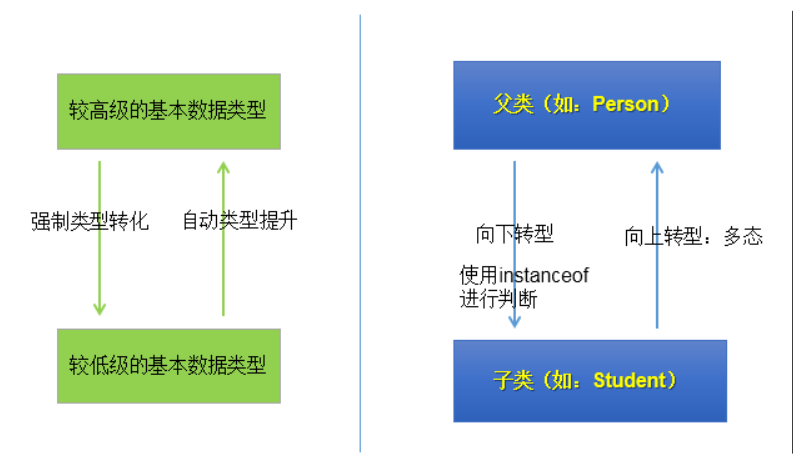 较高级的基本数据类型
强制类型转化
自动类型提升
较低级的基本数据类型
父类（如：Person）
向下转型
使用instanceof
进行判断
向上转型：多态
子类（如：Student）